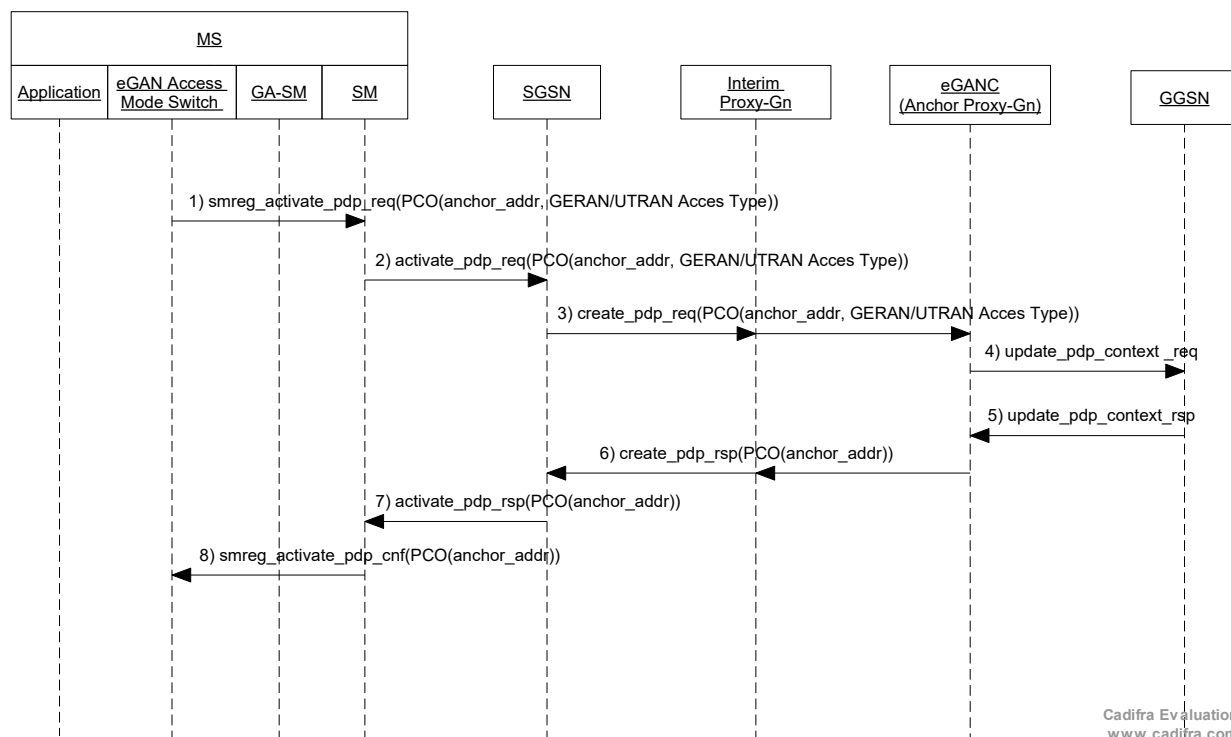 MS
Application
eGAN Access
Mode Switch
GA-SM
SM
SGSN
Interim
Proxy-Gn
eGANC
(Anchor Proxy-Gn)
GGSN
1) smreg_activate_pdp_req(PCO(anchor_addr, GERAN/UTRAN Acces Type))
2) activate_pdp_req(PCO(anchor_addr, GERAN/UTRAN Acces Type))
3) create_pdp_req(PCO(anchor_addr, GERAN/UTRAN Acces Type))
4) update_pdp_context _req
5) update_pdp_context_rsp
6) create_pdp_rsp(PCO(anchor_addr))
7) activate_pdp_rsp(PCO(anchor_addr))
8) smreg_activate_pdp_cnf(PCO(anchor_addr))
Cadifra Evaluation
www.cadifra.com